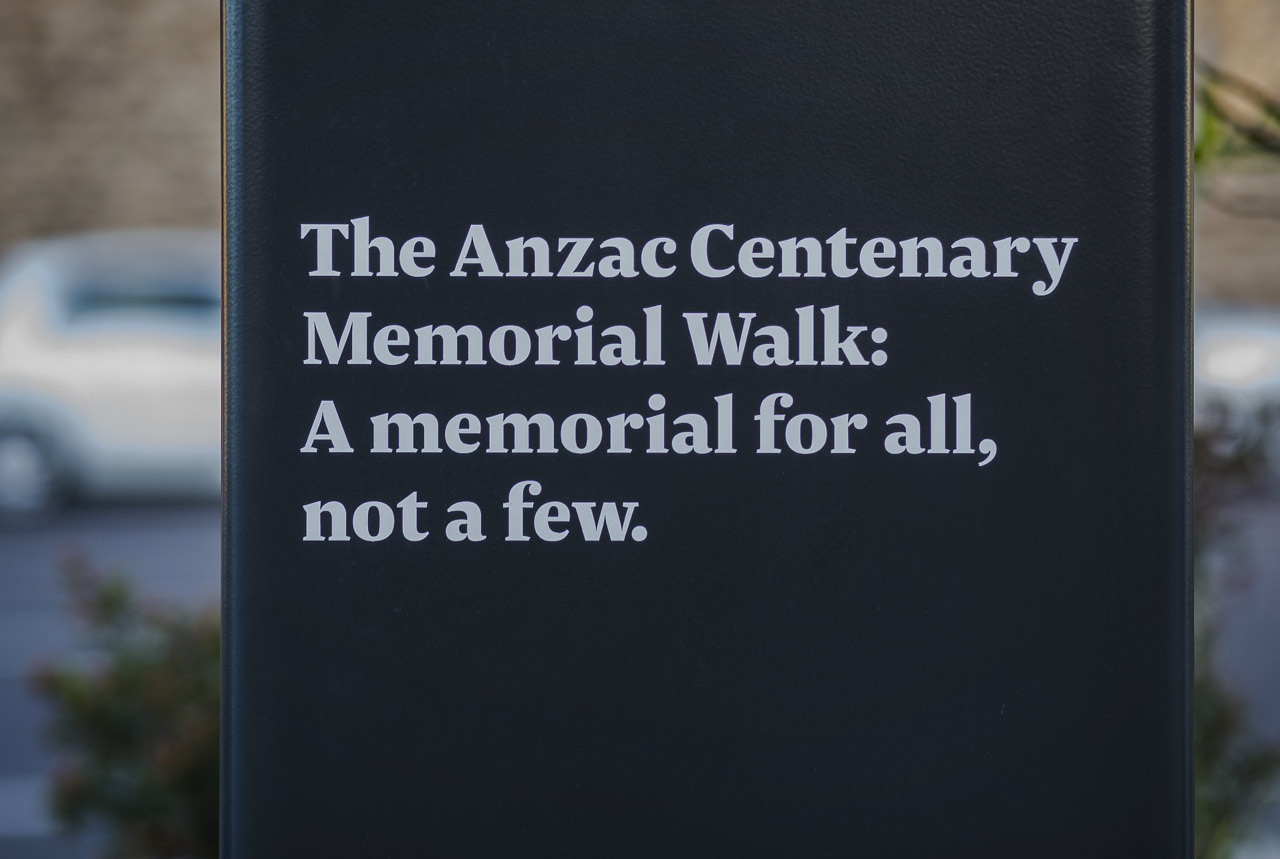 The Anzac Centenary
Memorial Walk:
A memorial for all,
not a few.